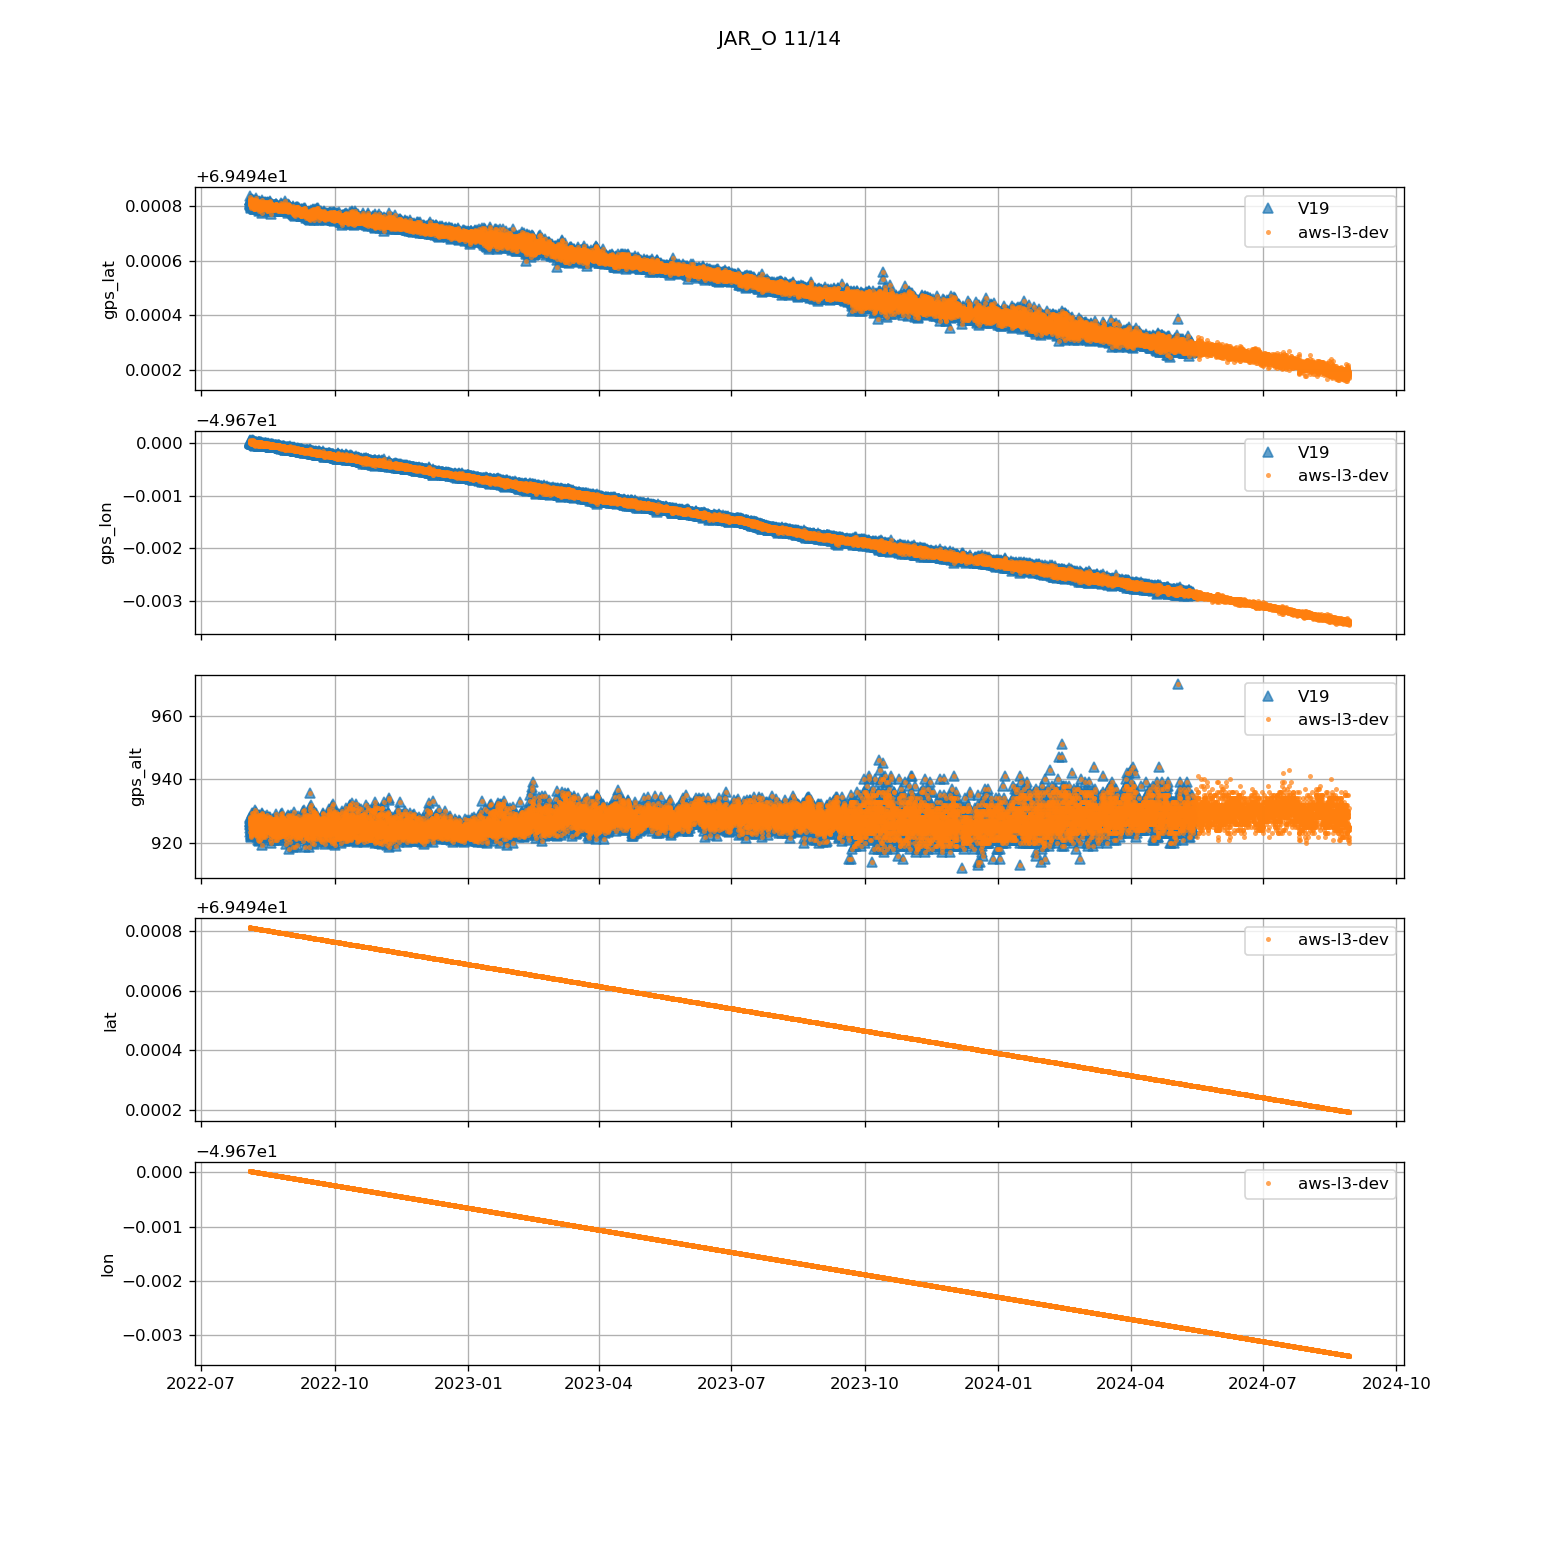 JAR_O 11/14
+6.9494e1
0.0008
0.0006
0.0004
0.0002
gps_lat
V19
aws-l3-dev
−4.967e1
0.000
−0.001
−0.002
−0.003
gps_lon
V19
aws-l3-dev
960
940
920
gps_alt
V19
aws-l3-dev
+6.9494e1
0.0008
0.0006
0.0004
0.0002
lat
aws-l3-dev
−4.967e1
0.000
−0.001
−0.002
−0.003
lon
aws-l3-dev
2022-07 2022-10 2023-01 2023-04 2023-07 2023-10 2024-01 2024-04 2024-07 2024-10